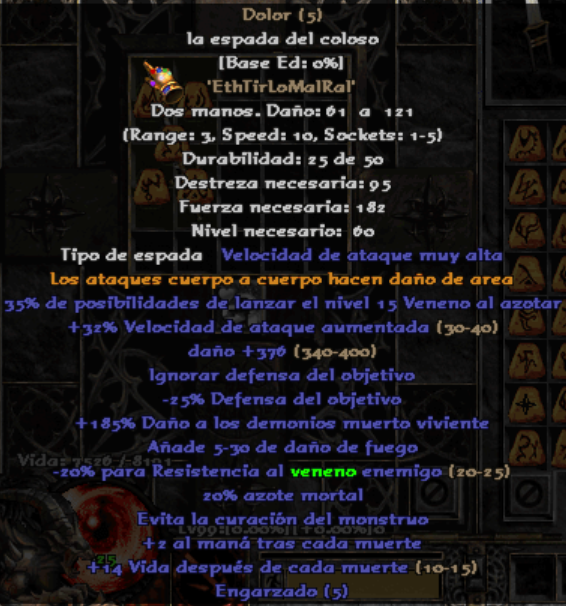 Dolor (5)
la espada del coloso
[Base Ed: 0%]
'EthTirLoMalRal'
Dos manos. Daño: 61 a 121
(Range: 3, Speed: 10, Sockets: 1-5)
Durabilidad: 25 de 50
Destreza necesaria: 95
Fuerza necesaria: 182
Nivel necesario: 60
Tipo de espada Velocidad de ataque muy alta
Los ataques cuerpo a cuerpo hacen daño de area
35% de posibilidades de lanzar el nivel 15 Veneno al azotar
+32% Velocidad de ataque aumentada (30-40)
daño +376 (340-400)
Ignorar defensa del objetivo
-25% Defensa del objetivo
+185% Daño a los demonios muerto viviente
Añade 5-30 de daño de fuego
-20% para Resistencia al veneno enemigo (20-25)
20% azote mortal
Evita la curación del monstruo
+2 al maná tras cada muerte
+14 Vida después de cada muerte (10-15)
Engarzado (5)